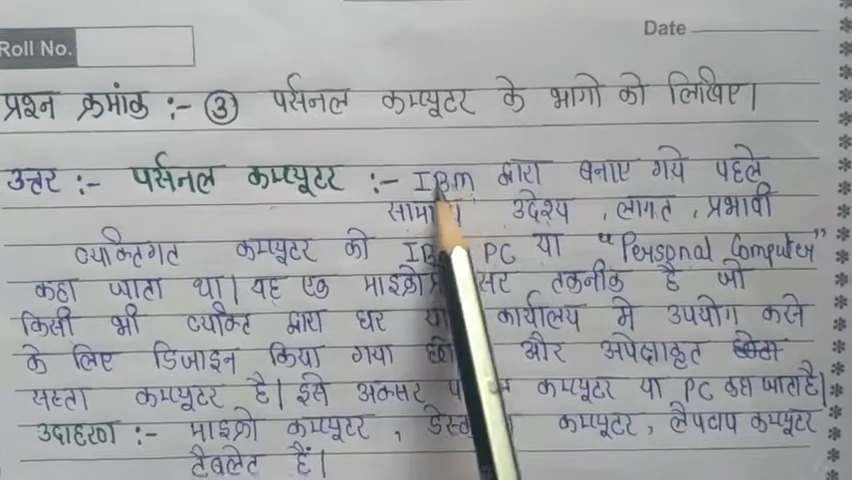 Date
Roll No.
प्रश्न क्रमांक :- ③ पर्सनल कम्प्यूटर के भागो को लिखिए।
उत्तर :- पर्सनल कम्प्यूटर :- IBM द्वारा बनाए गये पहले
उदेश्य , लागत , प्रभावी
व्यक्तिगत कम्प्यूटर को PC या "Personal Computer"
कहा जाता था। यह एक तकनीक है जो
किसी भी व्यक्ति द्वारा घर कार्यालय मे उपयोग करने
के लिए डिजाइन किया गया और अपेक्षाकृत
सस्ता कम्प्यूटर है। इसे अकसर कम्प्यूटर या PC कहा जाता है।
उदाहरण :- माइक्रो कम्प्यूटर , कम्प्यूटर, लैपटाप कम्प्यूटर
टैबलेट हैं।